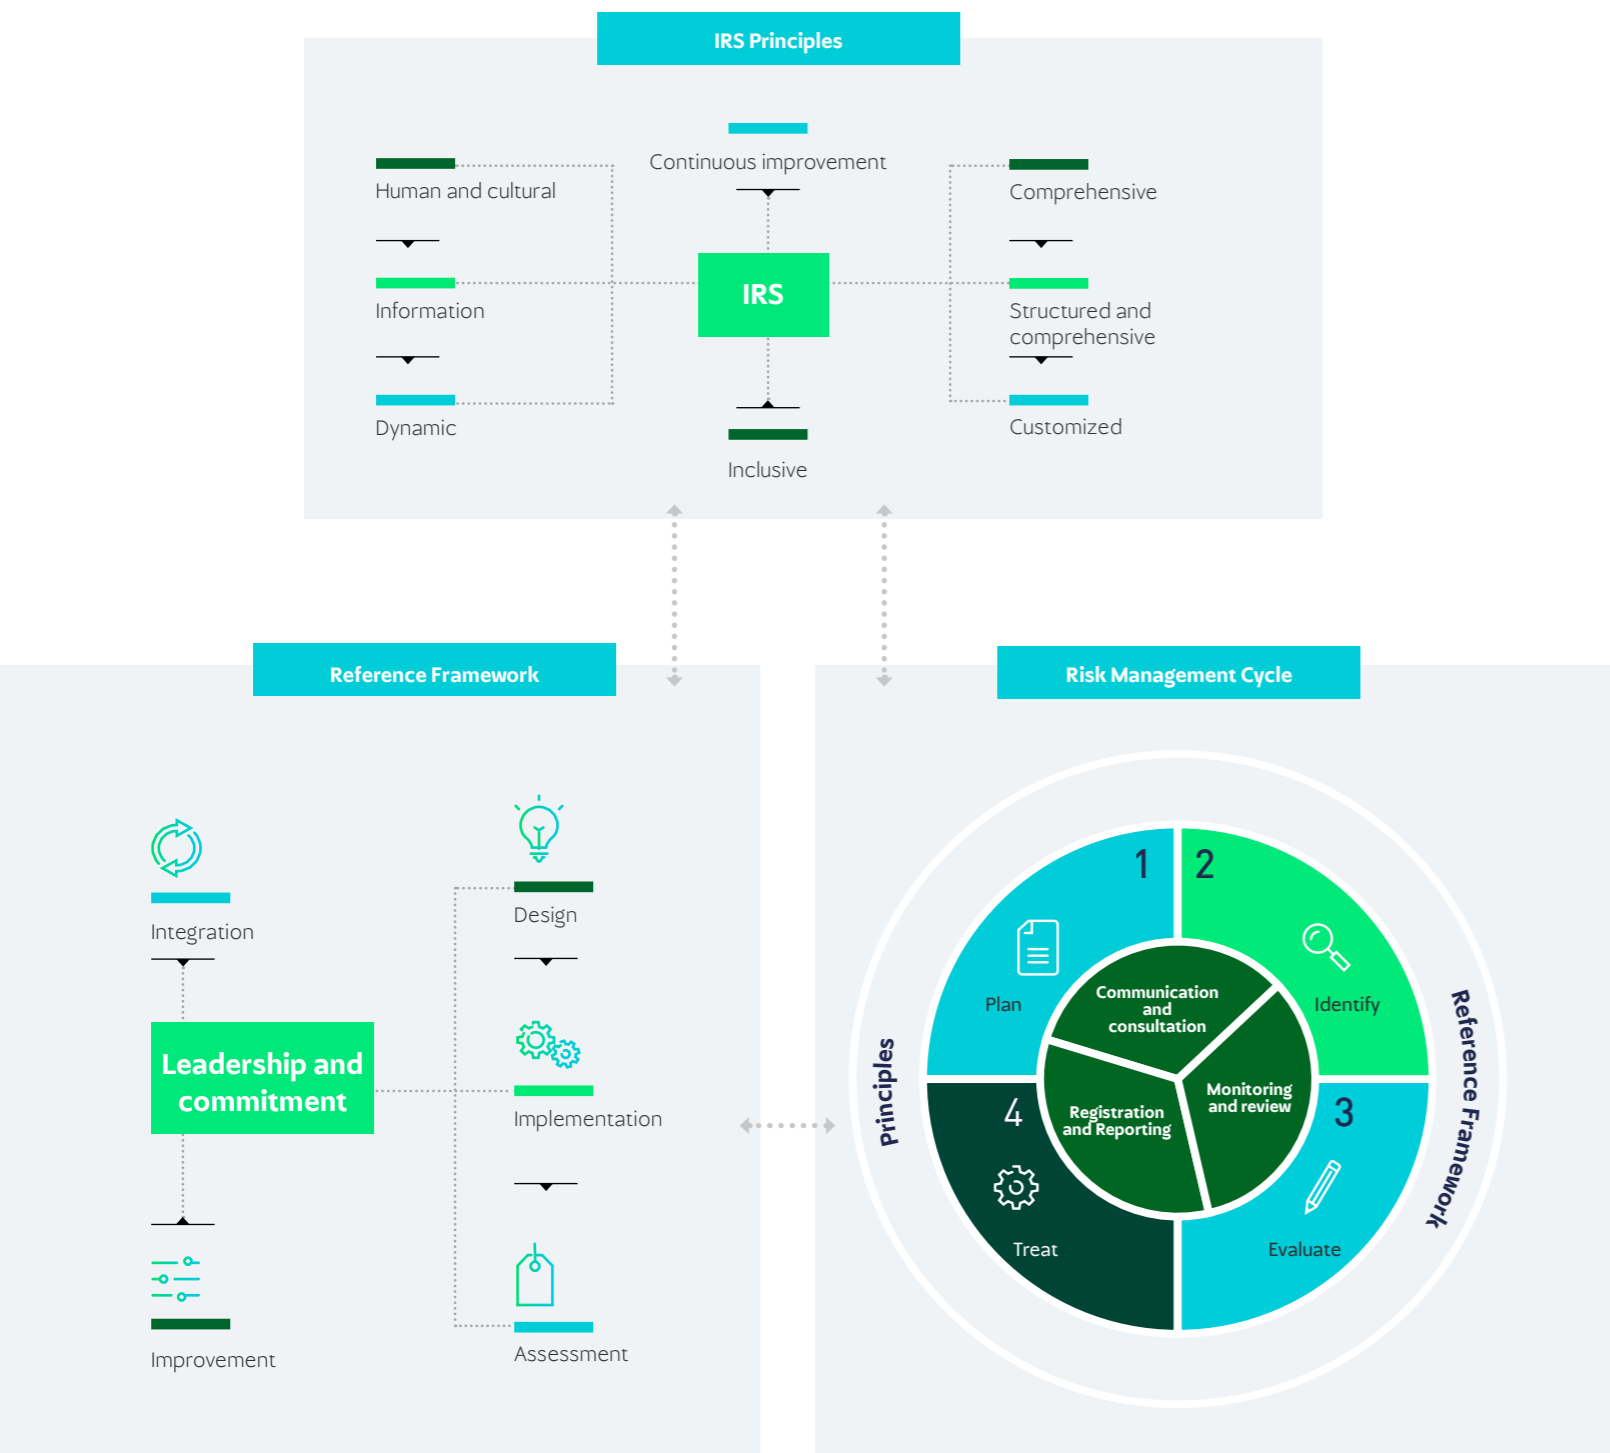 IRS Principles
Continuous improvement
Human and cultural
Information
Dynamic
IRS
Inclusive
Comprehensive
Structured and
comprehensive
Customized
Reference Framework
Integration
Leadership and
commitment
Improvement
Design
Implementation
Assessment
Risk Management Cycle
Principles
Reference Framework
1
Plan
2
Identify
3
Evaluate
4
Treat
Communication
and
consultation
Monitoring
and review
Registration
and Reporting